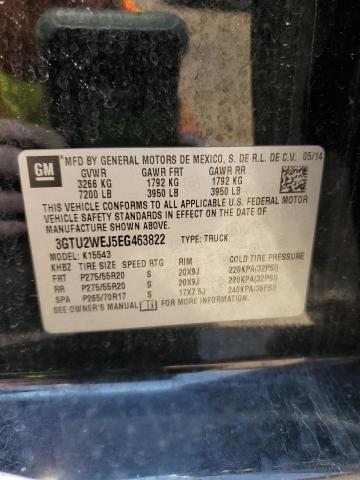 GM
MFD BY GENERAL MOTORS DE MEXICO, S. DE R.L. DE C.V. 05/14
GVWR GAWR FRT GAWR RR
3266 KG 1792 KG 1792 KG
7200 LB 3950 LB 3950 LB
THIS VEHICLE CONFORMS TO ALL APPLICABLE U.S. FEDERAL MOTOR
VEHICLE SAFETY AND THEFT PREVENTION STANDARDS IN
EFFECT ON THE DATE OF
MANUFACTURE SHOWN ABOVE.
3GTU2WEJ5EG463822 TYPE: TRUCK
MODEL: K15543
KHBZ TIRE SIZE SPEED RTG RIM COLD TIRE PRESSURE
FRT P275/55R20 S 20X9J 220KPA(32PSI)
RR P275/55R20 S 20X9J 220KPA(32PSI)
SPA P265/70R17 S 17X7.5J 240KPA(35PSI)
SEE OWNER'S MANUAL FOR MORE INFORMATION